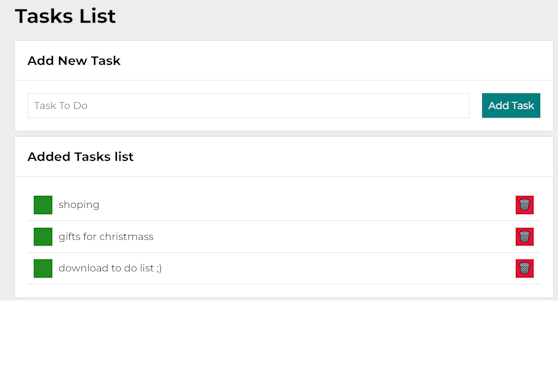 Tasks List
Add New Task
Task To Do
Add Task
Added Tasks list
shoping
gifts for christmass
download to do list ;)